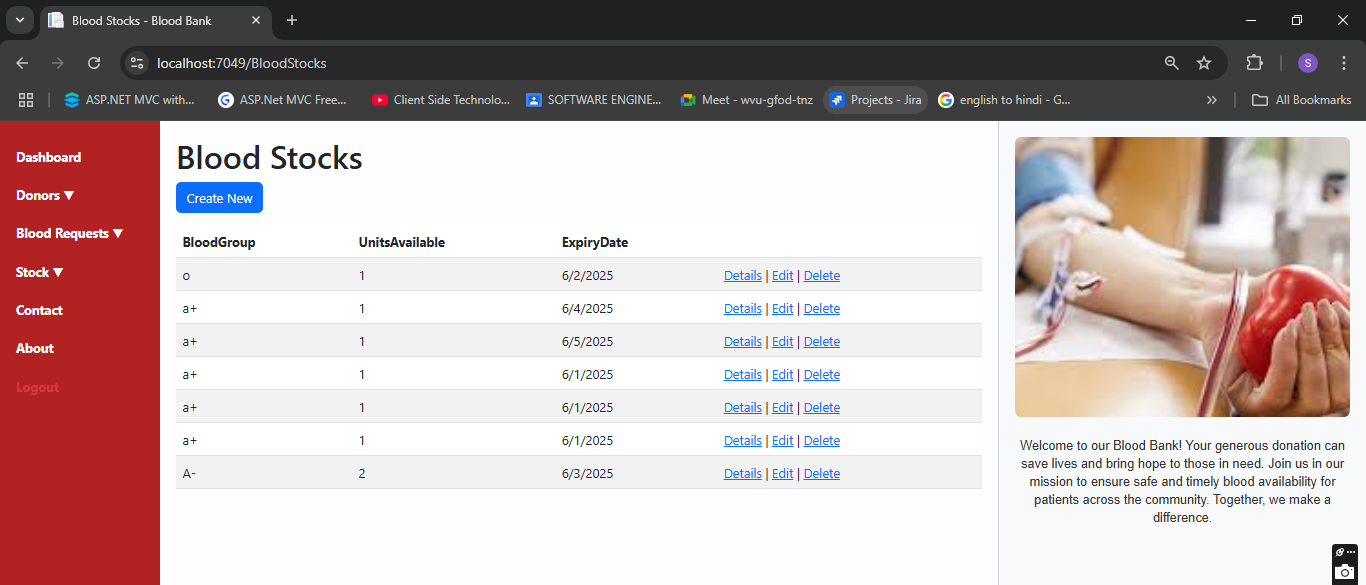 Blood Stocks - Blood Bank
localhost:7049/BloodStocks
S
ASP.NET MVC with...
ASP.Net MVC Free...
Client Side Technolo...
SOFTWARE ENGINE...
Meet - wvu-gfod-tnz
Projects - Jira
english to hindi - G...
All Bookmarks
Dashboard
Donors ▼
Blood Requests ▼
Stock ▼
Contact
About
Logout
Blood Stocks
Create New
BloodGroup UnitsAvailable ExpiryDate
o 1 6/2/2025 Details | Edit | Delete
a+ 1 6/4/2025 Details | Edit | Delete
a+ 1 6/5/2025 Details | Edit | Delete
a+ 1 6/1/2025 Details | Edit | Delete
a+ 1 6/1/2025 Details | Edit | Delete
a+ 1 6/1/2025 Details | Edit | Delete
A- 2 6/3/2025 Details | Edit | Delete
Welcome to our Blood Bank! Your generous donation can
save lives and bring hope to those in need. Join us in our
mission to ensure safe and timely blood availability for
patients across the community. Together, we make a
difference.